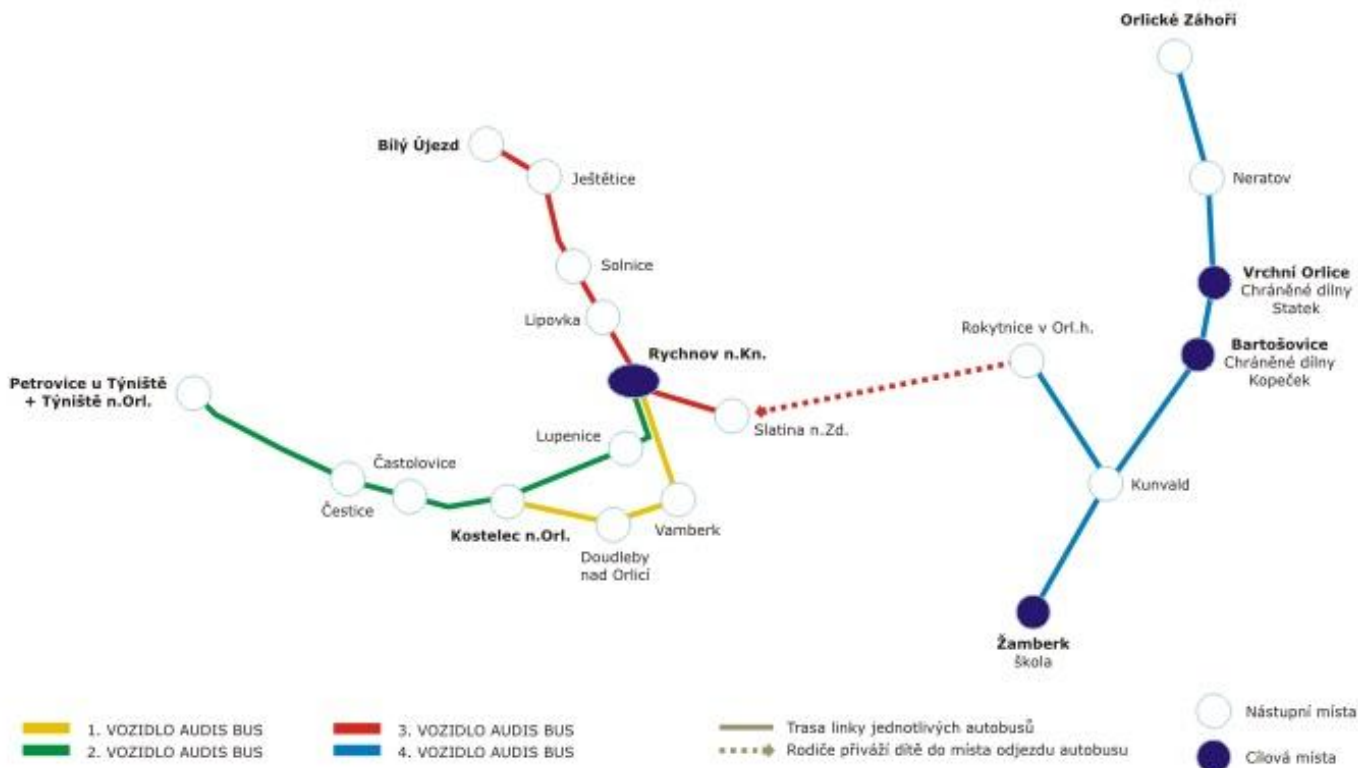 Orlické Záhoří
Bílý Újezd
Ještětice
Neratov
Solnice
Vrchní Orlice
Chráněné dílny
Statek
Lipovka
Rokytnice v Orl.h.
Bartošovice
Chráněné dílny
Kopeček
Rychnov n.Kn.
Petrovice u Týniště
+ Týniště n.Orl.
Slatina n.Zd.
Lupenice
Častolovice
Čestice
Kunvald
Kostelec n.Orl.
Vamberk
Doudleby
nad Orlicí
Žamberk
škola
1. VOZIDLO AUDIS BUS
2. VOZIDLO AUDIS BUS
3. VOZIDLO AUDIS BUS
4. VOZIDLO AUDIS BUS
Trasa linky jednotlivých autobusů
Rodiče přiváží dítě do místa odjezdu autobusu
Nástupní místa
Cílová místa